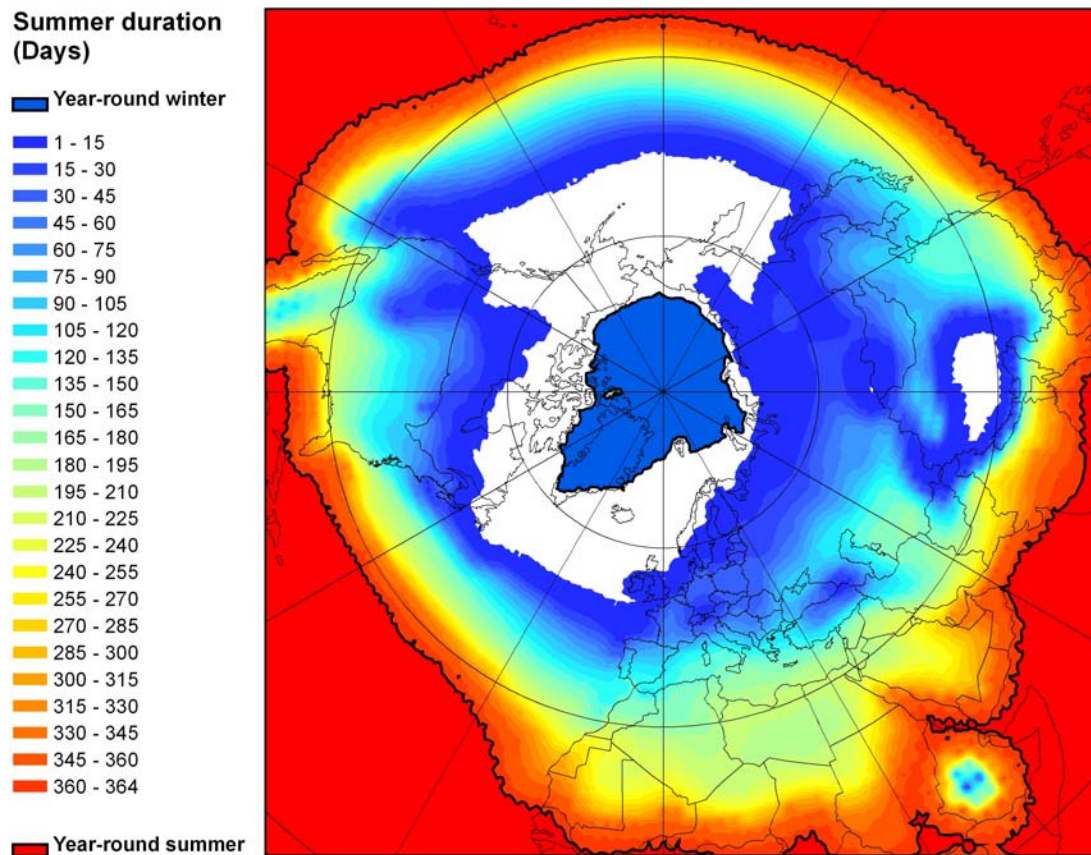 Summer duration
(Days)
Year-round winter
1 - 15
15 - 30
30 - 45
45 - 60
60 - 75
75 - 90
90 - 105
105 - 120
120 - 135
135 - 150
150 - 165
165 - 180
180 - 195
195 - 210
210 - 225
225 - 240
240 - 255
255 - 270
270 - 285
285 - 300
300 - 315
315 - 330
330 - 345
345 - 360
360 - 364
Year-round summer